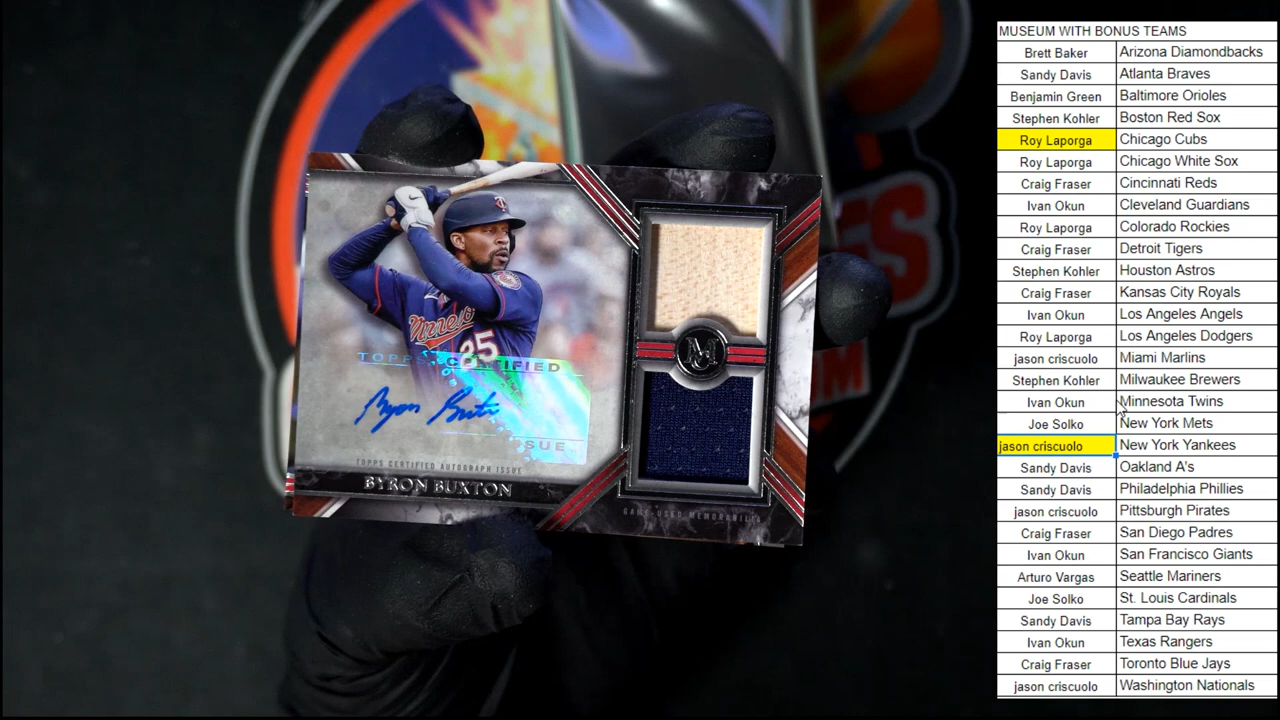 Minnesota
25
TOPPS CERTIFIED
SUE
TOPPS CERTIFIED AUTOGRAPH ISSUE
BYRON BUXTON
M
GAME-USED MEMORABILIA
MUSEUM WITH BONUS TEAMS
Brett Baker Arizona Diamondbacks
Sandy Davis Atlanta Braves
Benjamin Green Baltimore Orioles
Stephen Kohler Boston Red Sox
Roy Laporga Chicago Cubs
Roy Laporga Chicago White Sox
Craig Fraser Cincinnati Reds
Ivan Okun Cleveland Guardians
Roy Laporga Colorado Rockies
Craig Fraser Detroit Tigers
Stephen Kohler Houston Astros
Craig Fraser Kansas City Royals
Ivan Okun Los Angeles Angels
Roy Laporga Los Angeles Dodgers
jason criscuolo Miami Marlins
Stephen Kohler Milwaukee Brewers
Ivan Okun Minnesota Twins
Joe Solko New York Mets
jason criscuolo New York Yankees
Sandy Davis Oakland A's
Sandy Davis Philadelphia Phillies
jason criscuolo Pittsburgh Pirates
Craig Fraser San Diego Padres
Ivan Okun San Francisco Giants
Arturo Vargas Seattle Mariners
Joe Solko St. Louis Cardinals
Sandy Davis Tampa Bay Rays
Ivan Okun Texas Rangers
Craig Fraser Toronto Blue Jays
jason criscuolo Washington Nationals